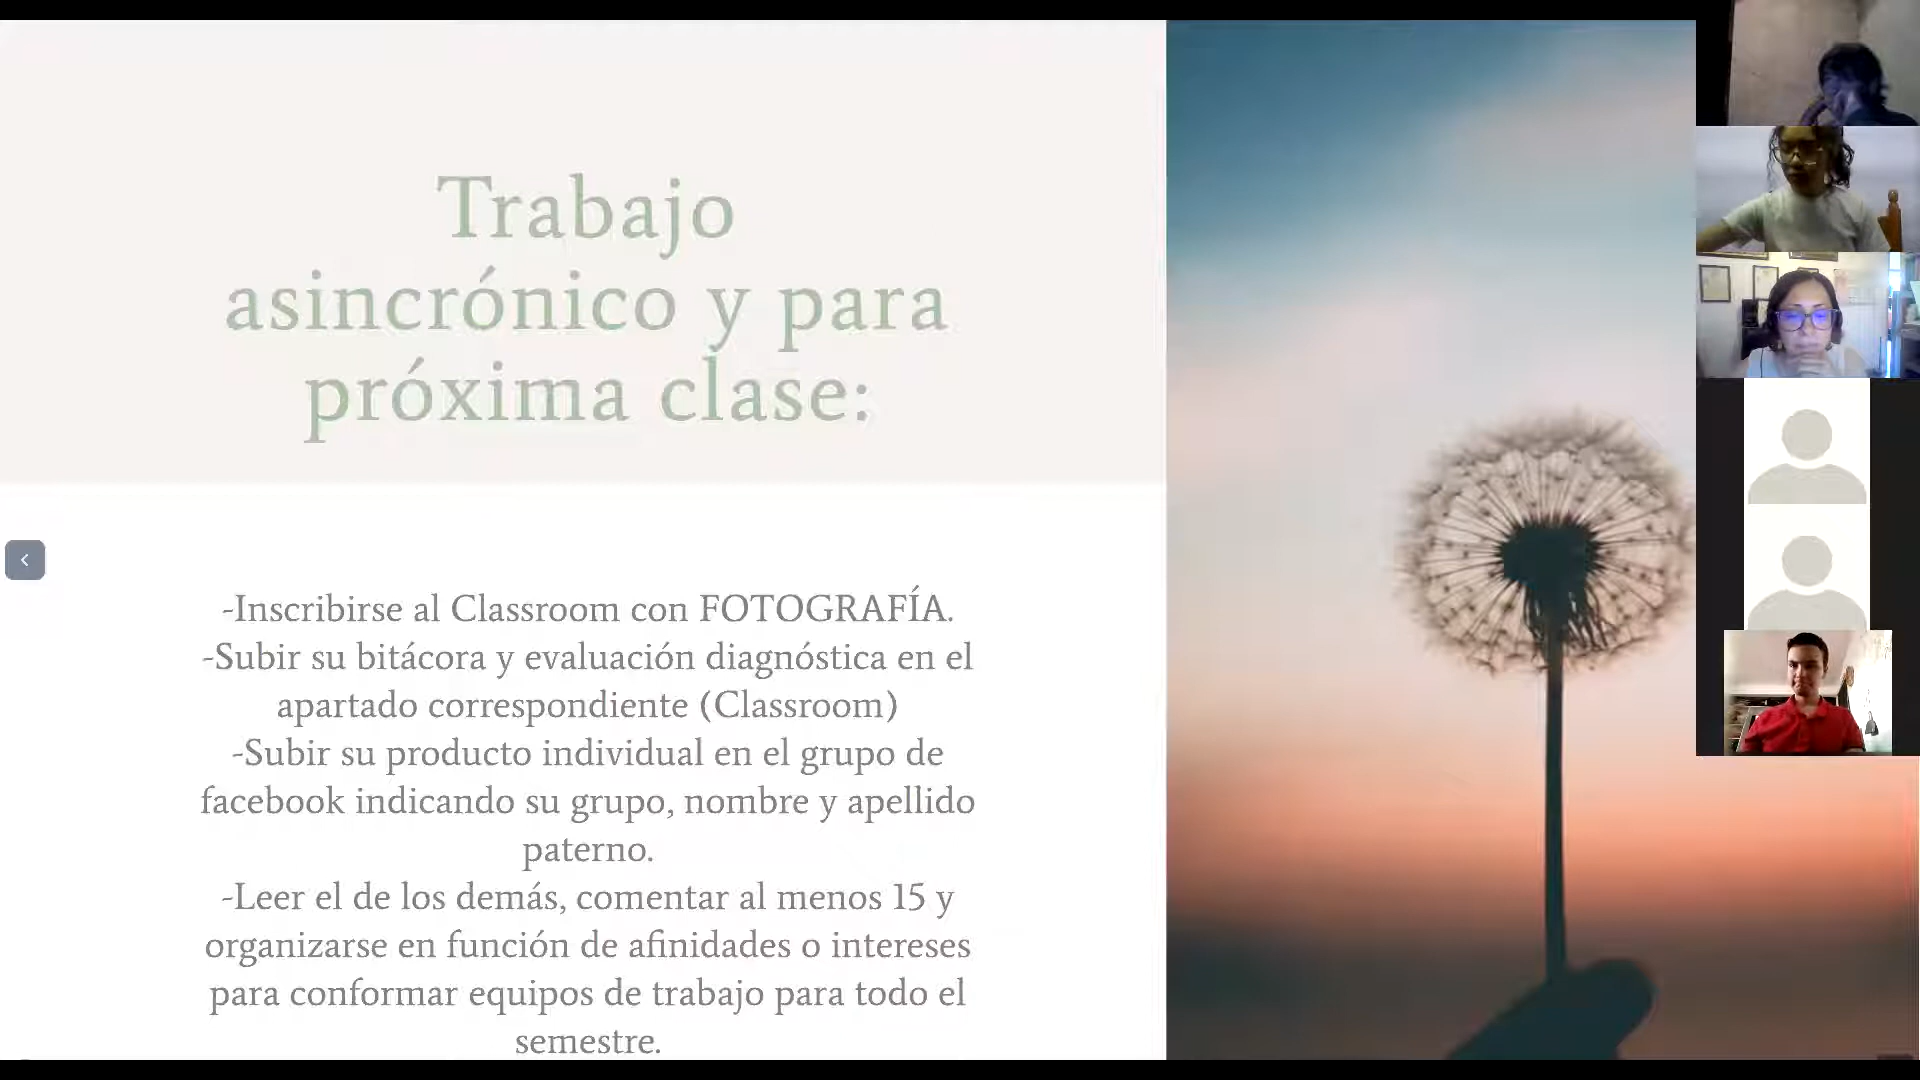 Trabajo
asincrónico y para
próxima clase:
-Inscribirse al Classroom con FOTOGRAFÍA.
-Subir su bitácora y evaluación diagnóstica en el
apartado correspondiente (Classroom)
-Subir su producto individual en el grupo de
facebook indicando su grupo, nombre y apellido
paterno.
-Leer el de los demás, comentar al menos 15 y
organizarse en función de afinidades o intereses
para conformar equipos de trabajo para todo el
semestre.